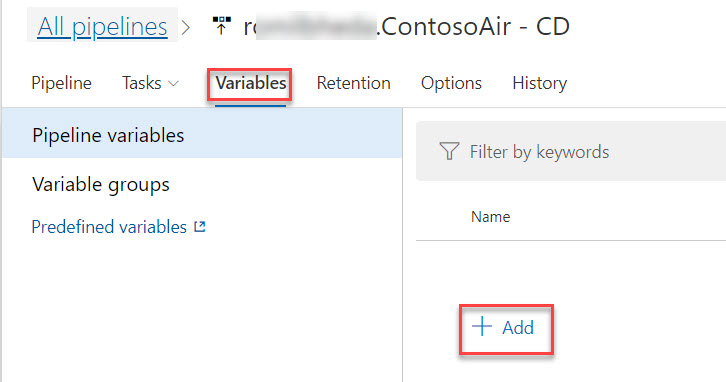 All pipelines > .ContosoAir - CD
Pipeline Tasks Variables Retention Options History
Pipeline variables
Filter by keywords
Variable groups
Name
Predefined variables
+ Add